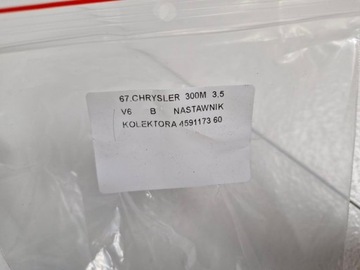 67.CHRYSLER 300M 3.5
V6 B NASTAWNIK
KOLEKTORA 4591173 60